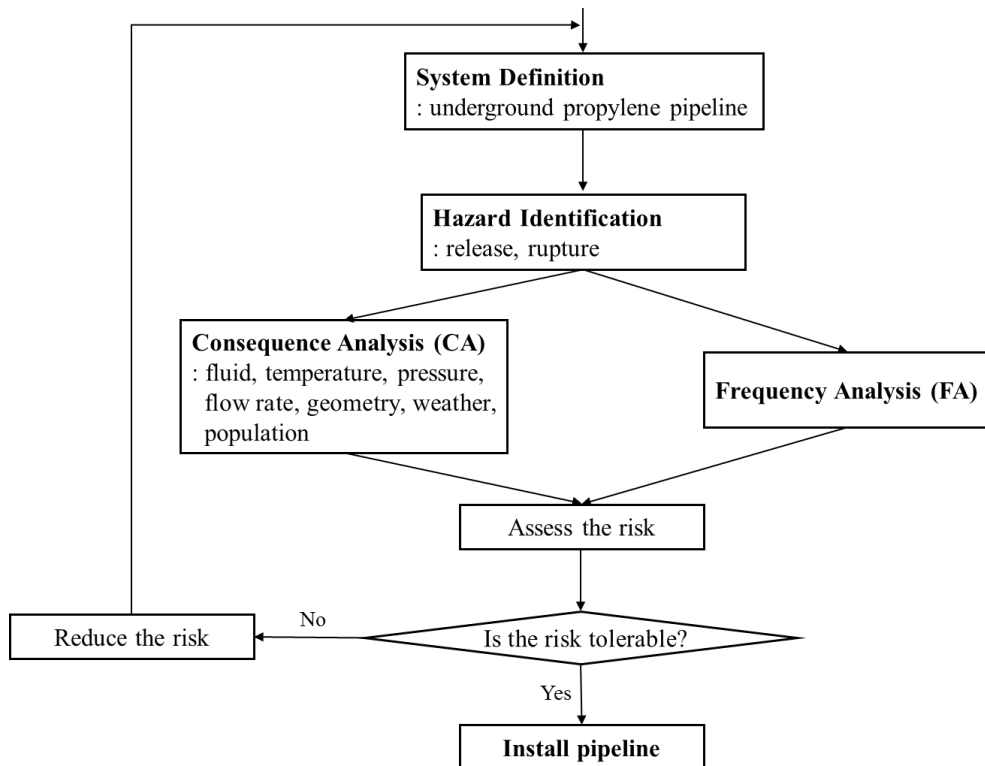 System Definition
: underground propylene pipeline
Hazard Identification
: release, rupture
Consequence Analysis (CA)
: fluid, temperature, pressure,
flow rate, geometry, weather,
population
Frequency Analysis (FA)
Assess the risk
Reduce the risk
No
Is the risk tolerable?
Yes
Install pipeline